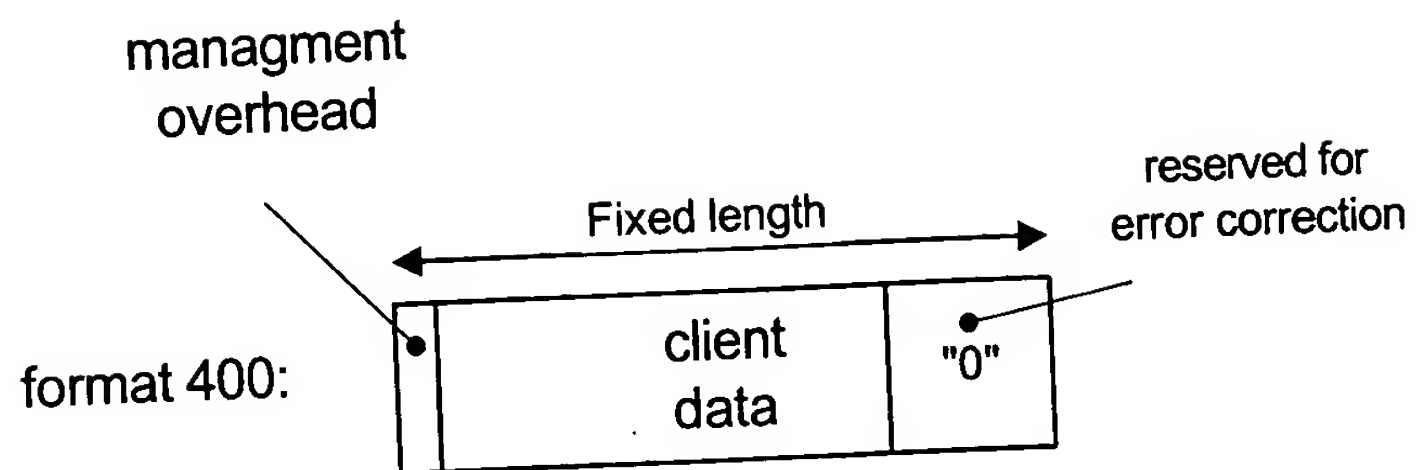 managment
overhead
Fixed length
reserved for
error correction
format 400:
client
data
"0"